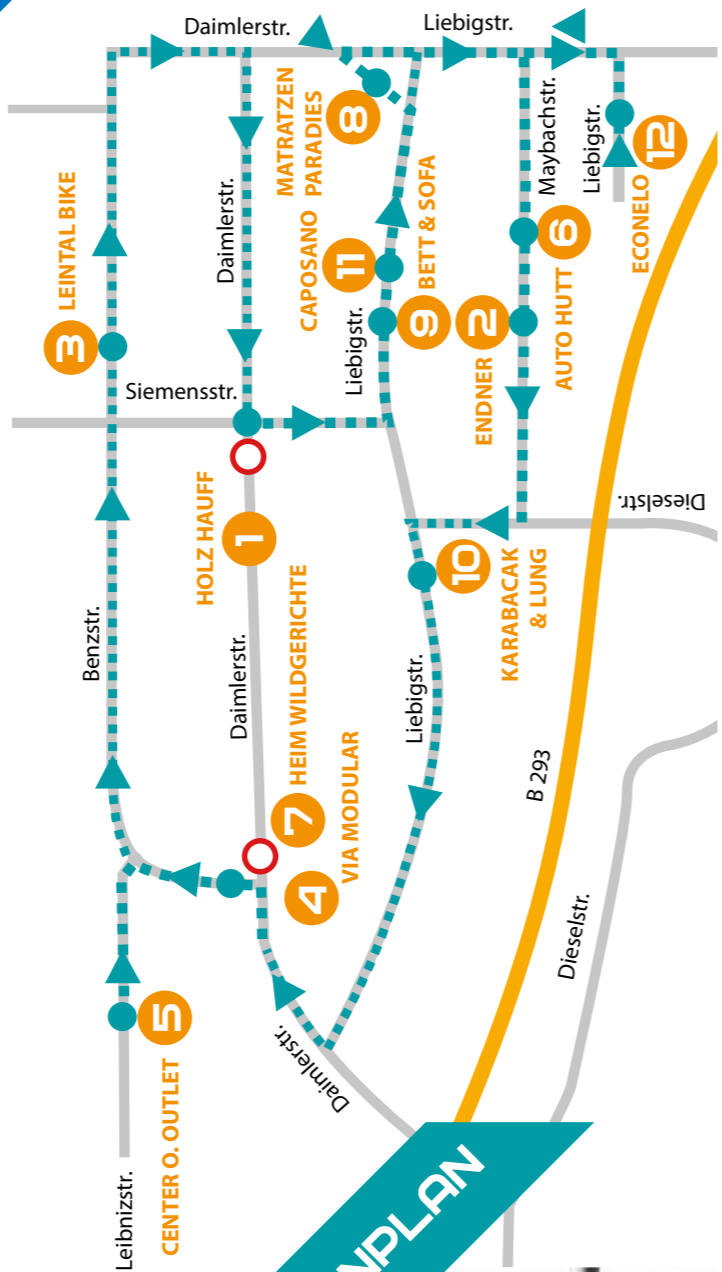 Daimlerstr.
Liebigstr.
MATRATZEN
PARADIES
8
Maybachstr.
Liebigstr.
12
ECONELO
LEINTAL BIKE
3
Daimlerstr.
CAPOSANO
11
BETT & SOFA
9
6
AUTO HUTT
2
ENDNER
Siemensstr.
Liebigstr.
HOLZ HAUFF
1
10
KARABACAK
& LUNG
Dieselstr.
Benzstr.
Daimlerstr.
HEIM WILDGERICHTE
7
VIA MODULAR
4
Liebigstr.
B 293
Dieselstr.
5
CENTER O. OUTLET
Daimlerstr.
Leibnizstr.
NPLAN